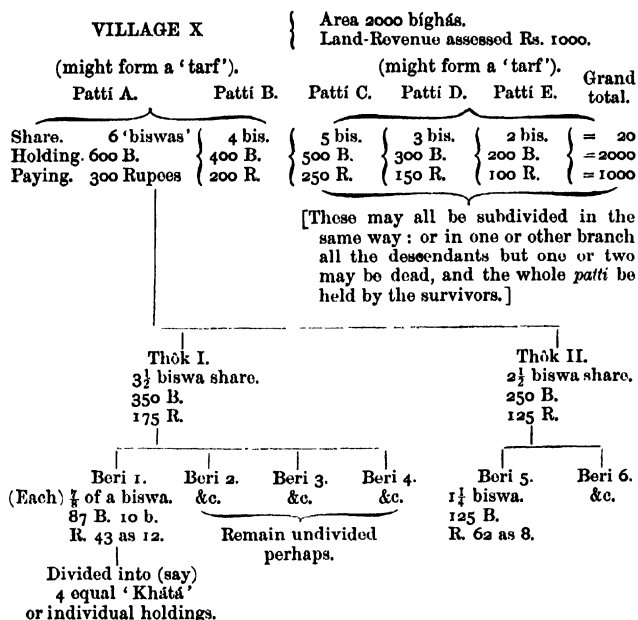 VILLAGE X
Area 2000 bíghás.
Land-Revenue assessed Rs. 1000.
(might form a 'tarf').
(might form a 'tarf').
Pattí A. Pattí B. Pattí C. Pattí D. Pattí E. Grand total.
Share. 6 'biswas' 4 bis. 5 bis. 3 bis. 2 bis. = 20
Holding. 600 B. 400 B. 500 B. 300 B. 200 B. =2000
Paying. 300 Rupees 200 R. 250 R. 150 R. 100 R. =1000
[These may all be subdivided in the
same way: or in one or other branch
all the descendants but one or two
may be dead, and the whole pattí be
held by the survivors.]
Thôk I.
3½ biswa share.
350 B.
175 R.
Thôk II.
2½ biswa share.
250 B.
125 R.
Beri 1. Beri 2. Beri 3. Beri 4. Beri 5. Beri 6.
(Each) ⅞ of a biswa. &c. &c. &c. 1¼ biswa. &c.
87 B. 10 b. 125 B.
R. 43 as 12. R. 62 as 8.
Remain undivided
perhaps.
Divided into (say)
4 equal 'Khátá'
or individual holdings.